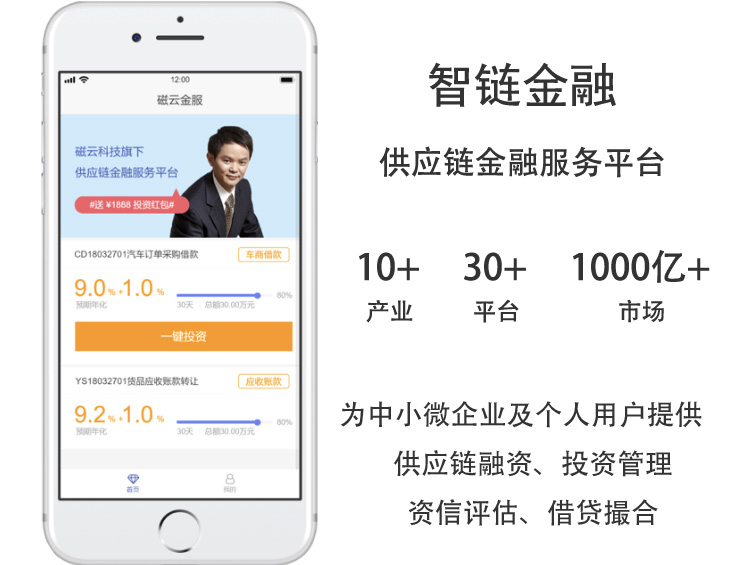 12:00
磁云金服
磁云科技旗下
供应链金融服务平台
#送 ¥1888 投资红包#
CD18032701汽车订单采购借款
车商借款
9.0%+1.0%
80%
预期年化
30天
总额30.00万元
一键投资
YS18032701货品应收账款转让
应收账款
9.2%+1.0%
80%
预期年化
30天
总额30.00万元
首页
我的
智链金融
供应链金融服务平台
10+ 30+ 1000亿+
产业 平台 市场
为中小微企业及个人用户提供
供应链融资、投资管理
资信评估、借贷撮合